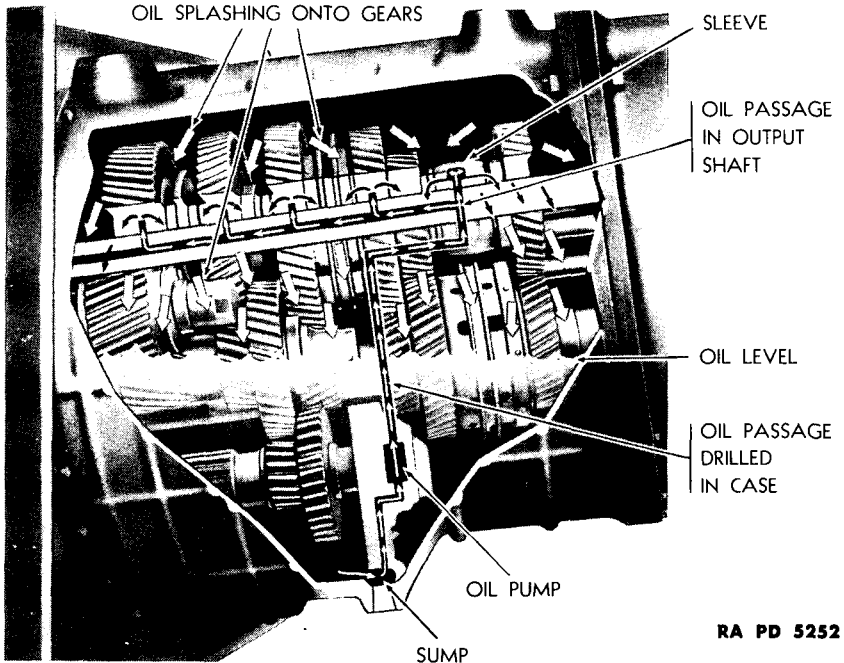 OIL SPLASHING ONTO GEARS
SLEEVE
OIL PASSAGE
IN OUTPUT
SHAFT
OIL LEVEL
OIL PASSAGE
DRILLED
IN CASE
OIL PUMP
SUMP
RA PD 5252